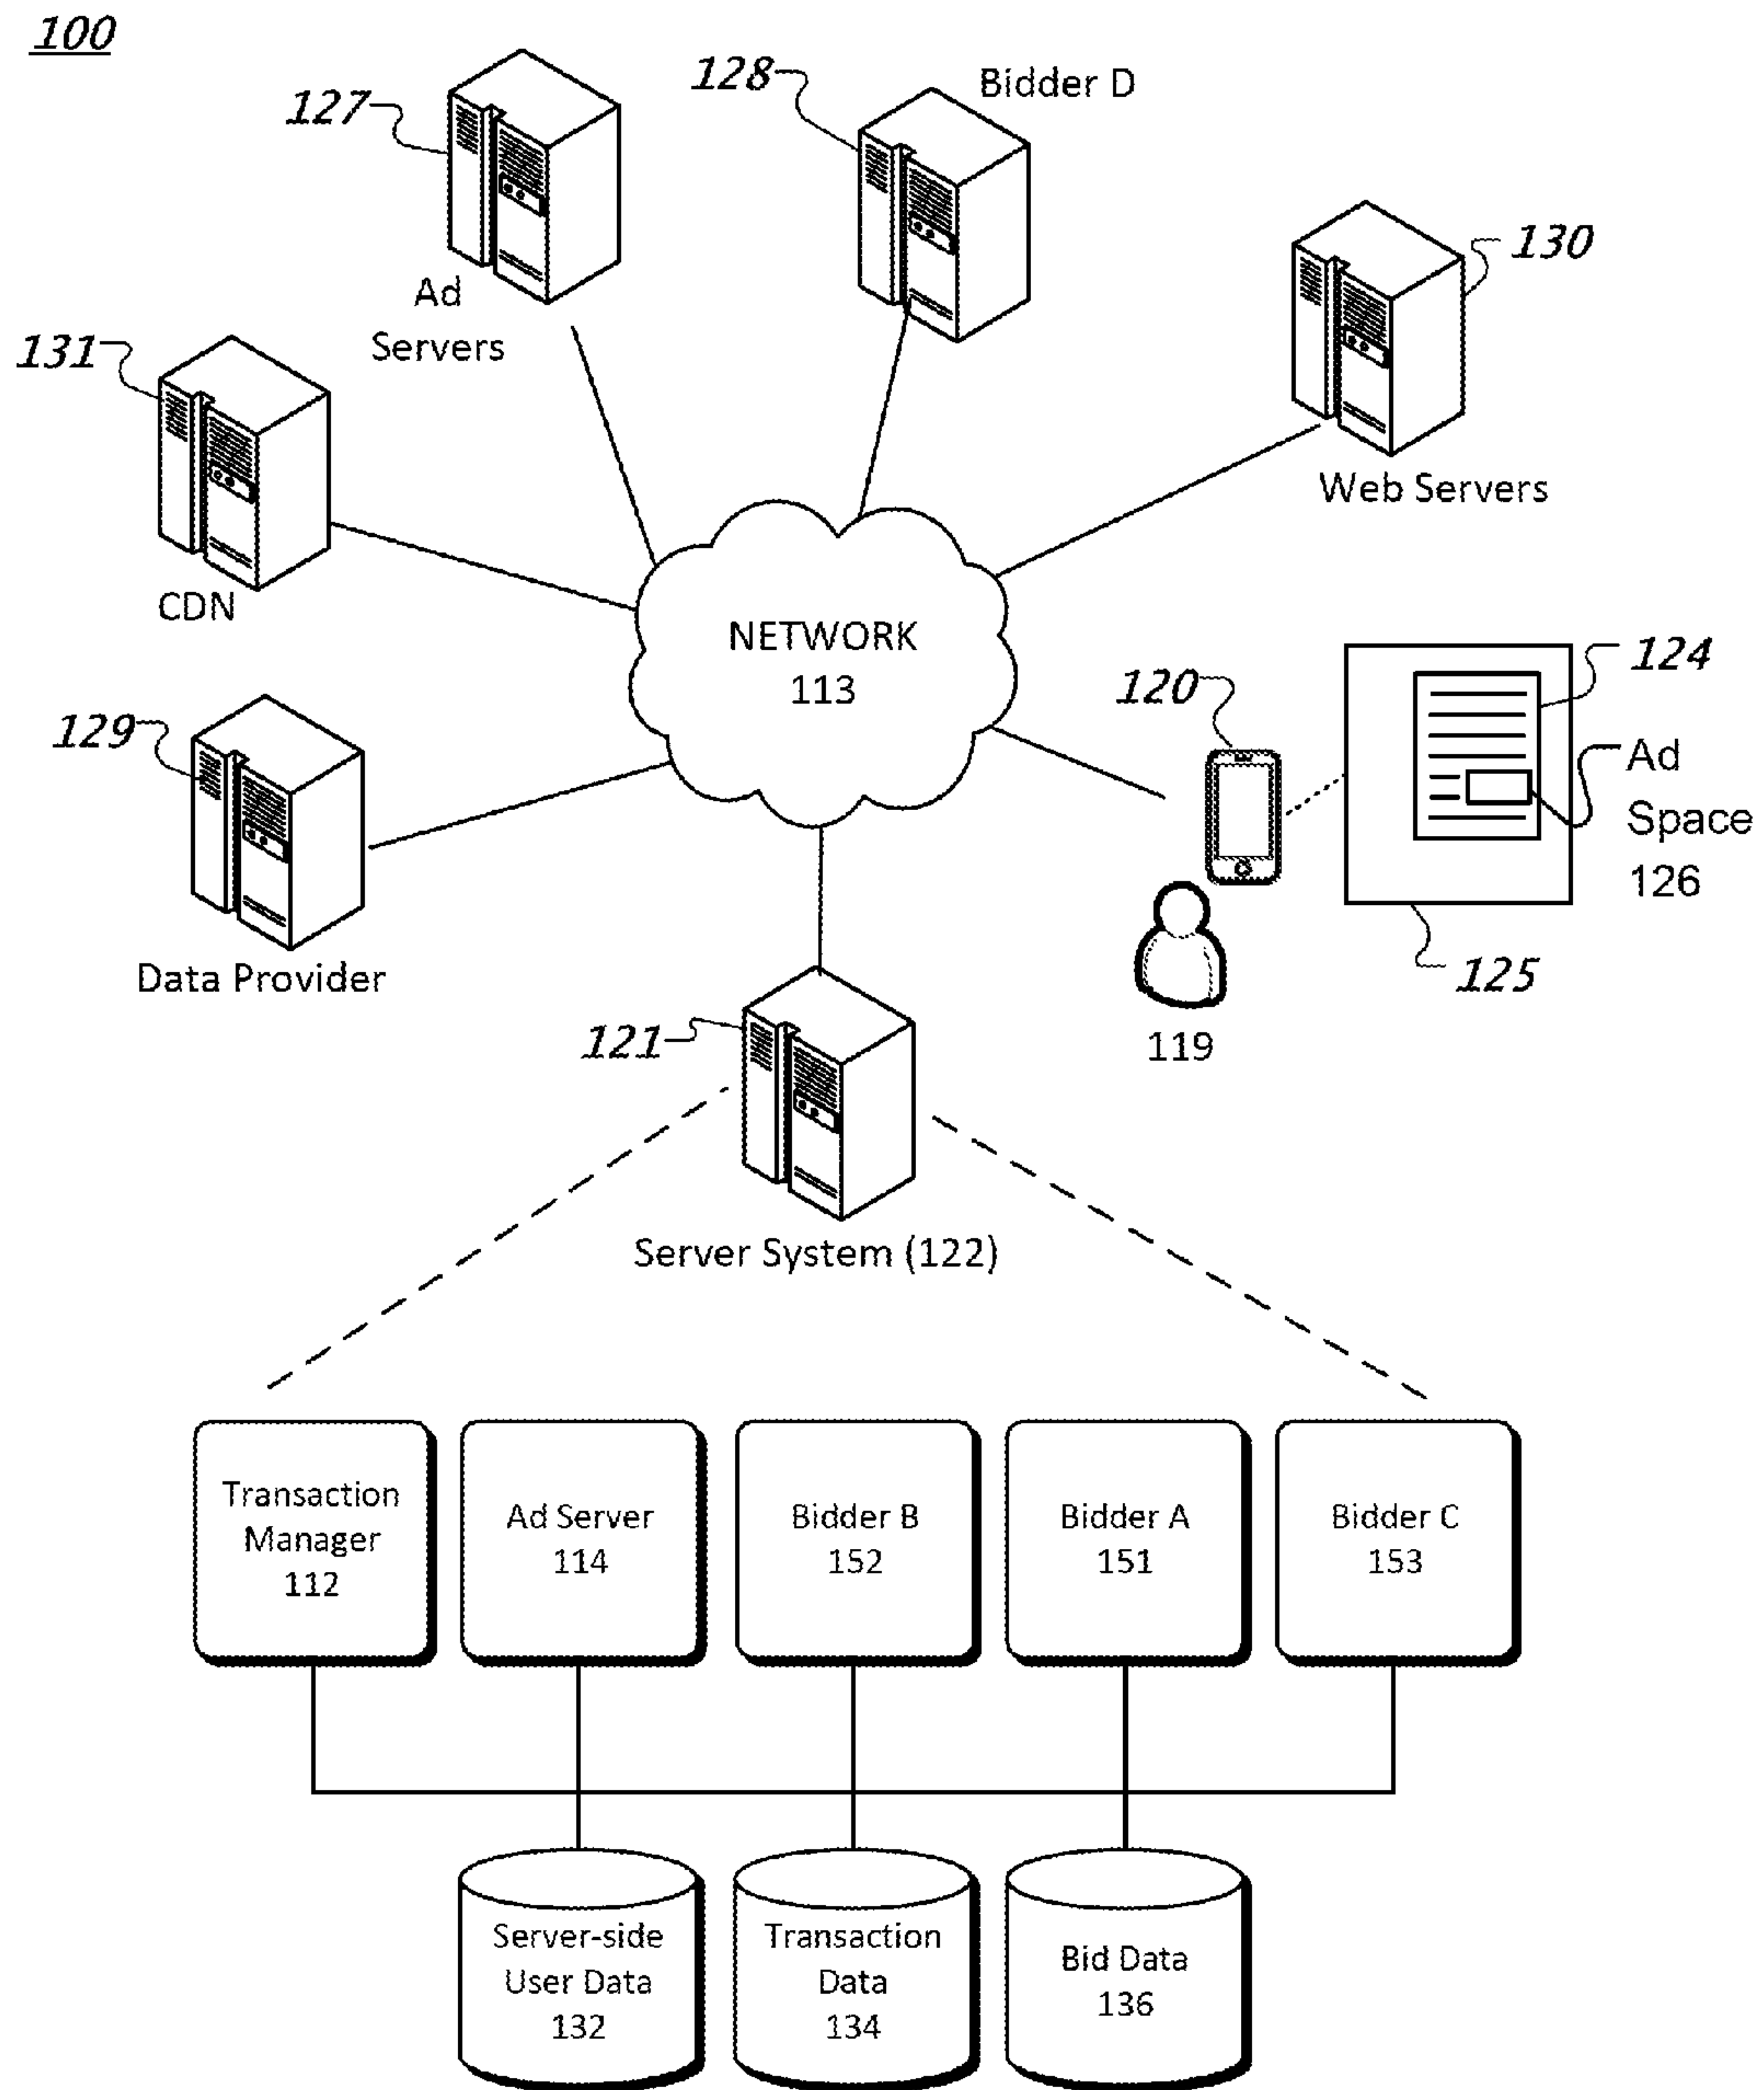 100
127
128
Bidder D
130
Ad
Servers
131
Web Servers
CDN
NETWORK
113
124
120
129
Ad
Space
126
Data Provider
125
121
119
Server System (122)
Transaction
Manager
112
Ad Server
114
Bidder B
152
Bidder A
151
Bidder C
153
Server-side
User Data
132
Transaction
Data
134
Bid Data
136